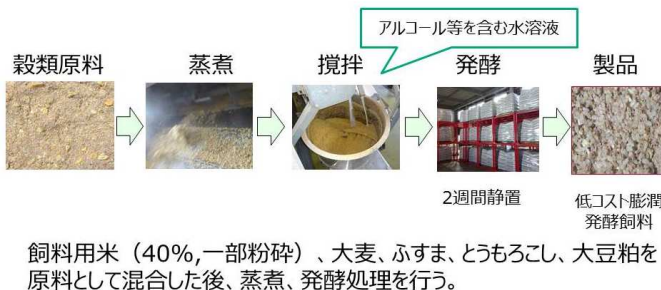 アルコール等を含む水溶液
穀類原料
蒸煮
撹拌
発酵
製品
2週間静置
低コスト膨潤
発酵飼料
飼料用米（40%,一部粉砕）、大麦、ふすま、とうもろこし、大豆粕を
原料として混合した後、蒸煮、発酵処理を行う。